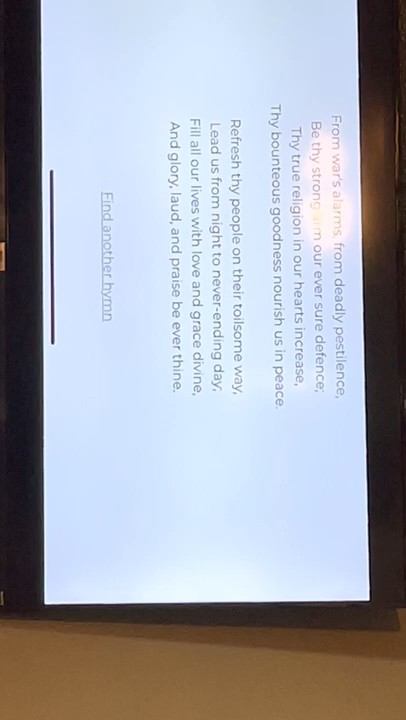 From war's alarms, from deadly pestilence,
Be thy strong arm our ever sure defence;
Thy true religion in our hearts increase,
Thy bounteous goodness nourish us in peace.
Refresh thy people on their toilsome way,
Lead us from night to never-ending day;
Fill all our lives with love and grace divine,
And glory, laud, and praise be ever thine.
Find another hymn